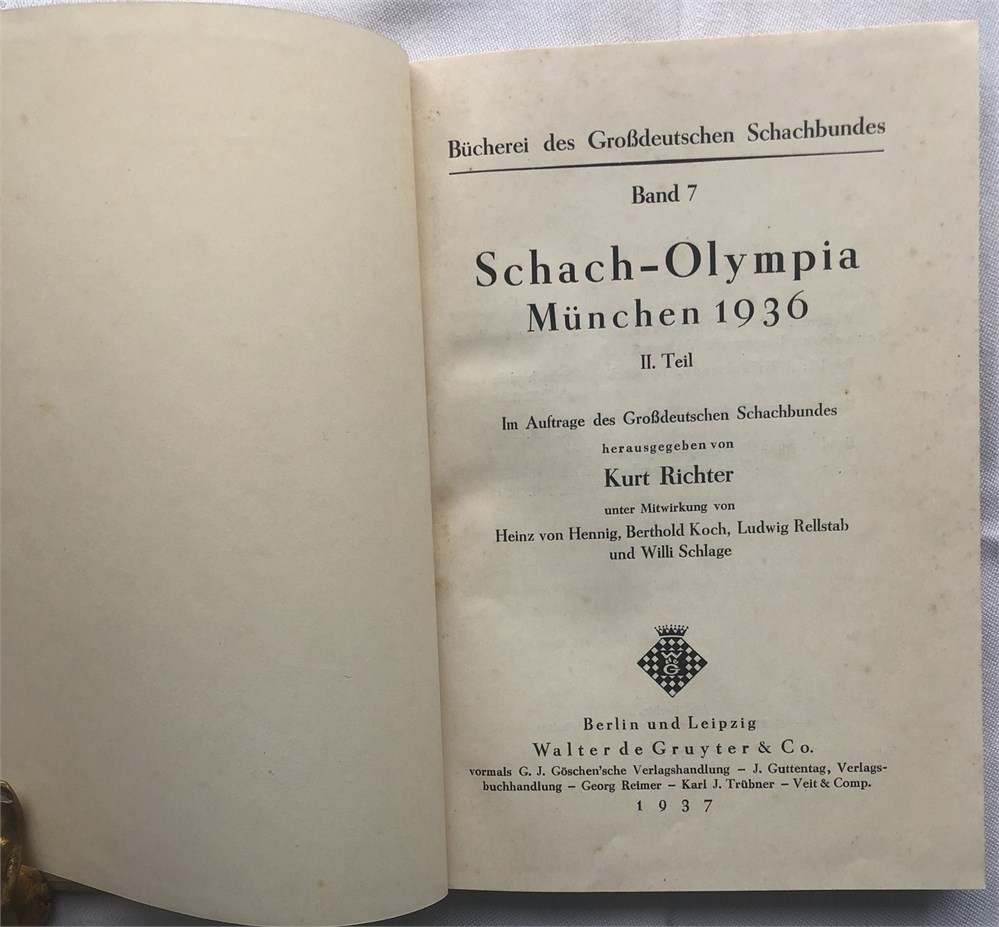 Bücherei des Großdeutschen Schachbundes
Band 7
Schach-Olympia
München 1936
II. Teil
Im Auftrage des Großdeutschen Schachbundes
herausgegeben von
Kurt Richter
unter Mitwirkung von
Heinz von Hennig, Berthold Koch, Ludwig Rellstab
und Willi Schlage
W
de
G
Berlin und Leipzig
Walter de Gruyter & Co.
vormals G. J. Göschen'sche Verlagshandlung – J. Guttentag, Verlags-
buchhandlung – Georg Reimer – Karl J. Trübner – Veit & Comp.
1937